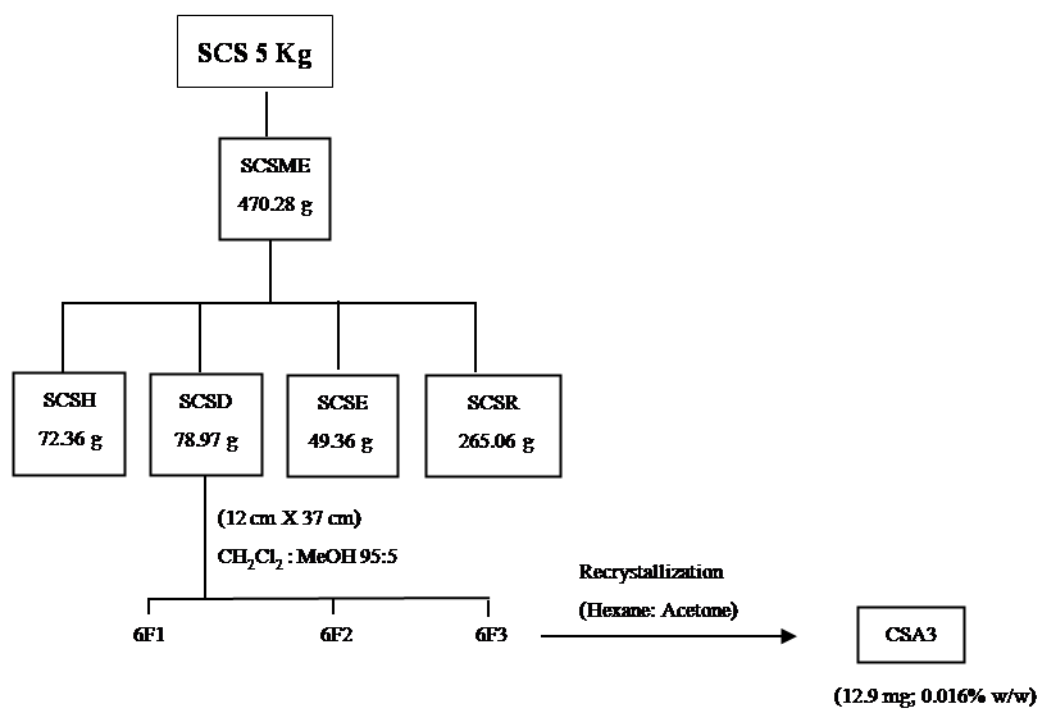 SCS 5 Kg
SCSME
470.28 g
SCSH
72.36 g
SCSD
78.97 g
SCSE
49.36 g
SCSR
265.06 g
(12 cm X 37 cm)
CH₂Cl₂ : MeOH 95:5
6F1
6F2
6F3
Recrystallization
(Hexane: Acetone)
CSA3
(12.9 mg; 0.016% w/w)